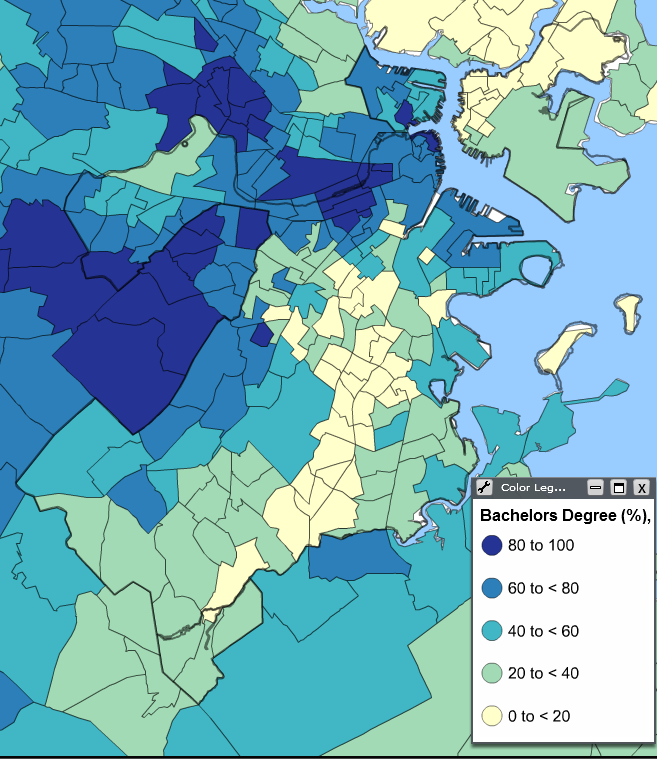 Color Leg...
X
Bachelors Degree (%),
80 to 100
60 to < 80
40 to < 60
20 to < 40
0 to < 20